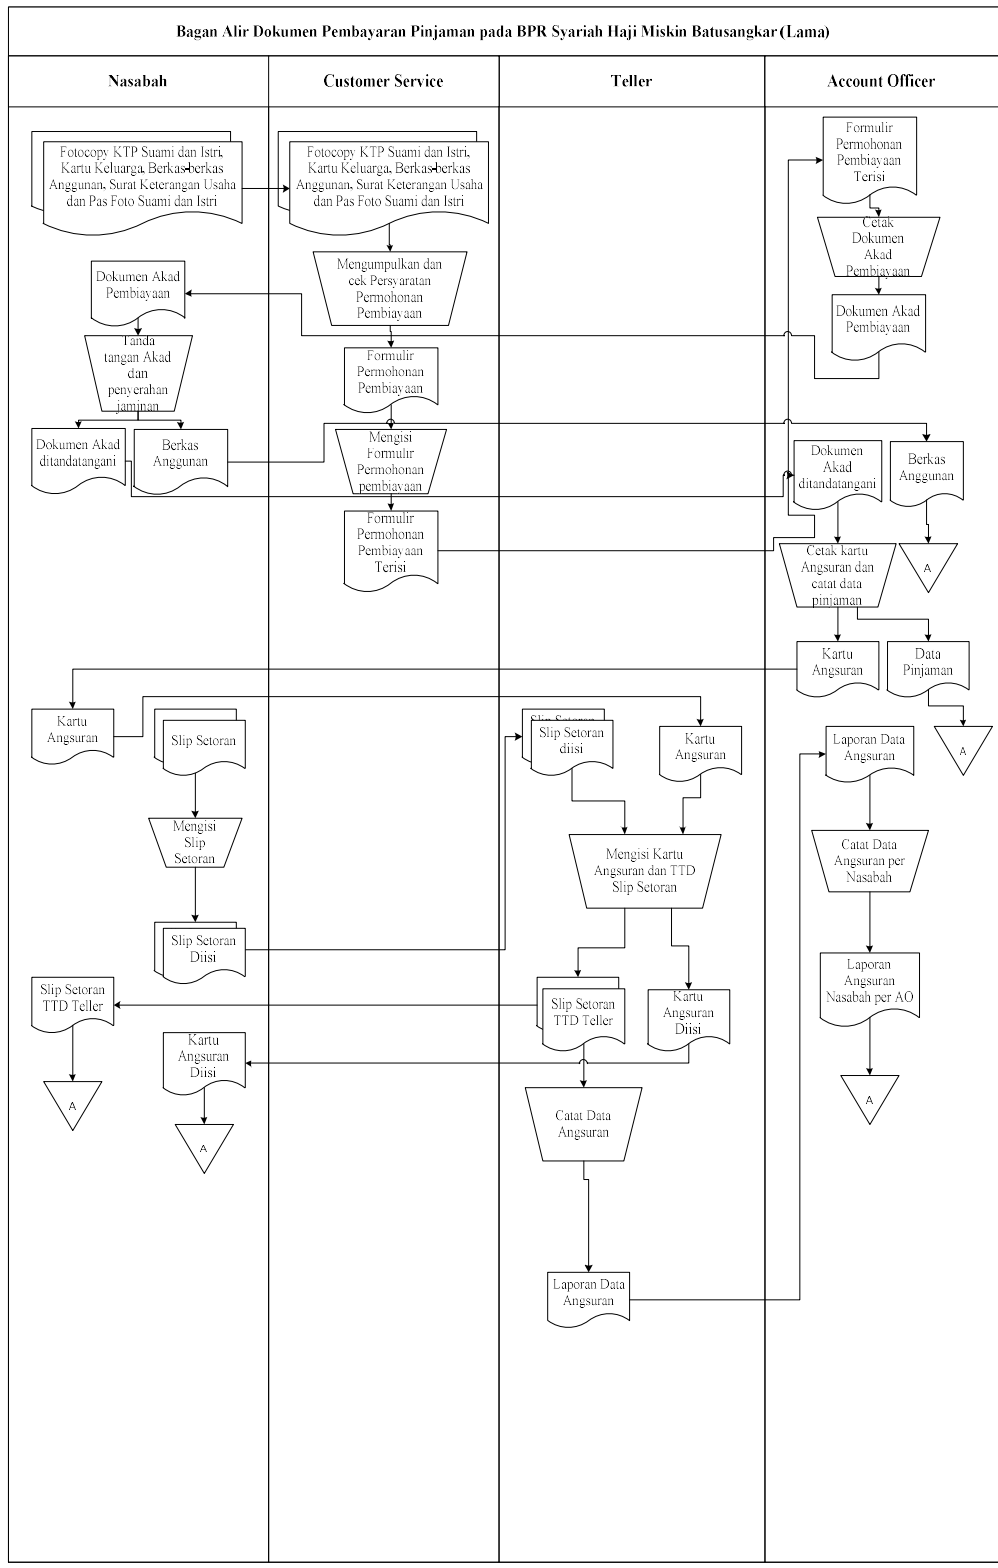 Bagan Alir Dokumen Pembayaran Pinjaman pada BPR Syariah Haji Miskin Batusangkar (Lama)
Nasabah
Customer Service
Teller
Account Officer
Fotocopy KTP Suami dan Istri,
Kartu Keluarga, Berkas-berkas
Anggunan, Surat Keterangan Usaha
dan Pas Foto Suami dan Istri
Fotocopy KTP Suami dan Istri,
Kartu Keluarga, Berkas-berkas
Anggunan, Surat Keterangan Usaha
dan Pas Foto Suami dan Istri
Formulir
Permohonan
Pembiayaan
Terisi
Cetak
Dokumen
Akad
Pembiayaan
Dokumen Akad
Pembiayaan
Mengumpulkan dan
cek Persyaratan
Permohonan
Pembiayaan
Dokumen Akad
Pembiayaan
Tanda
tangan Akad
dan
penyerahan
jaminan
Formulir
Permohonan
Pembiayaan
Dokumen Akad
ditandatangani
Berkas
Anggunan
Mengisi
Formulir
Permohonan
pembiayaan
Dokumen
Akad
ditandatangani
Berkas
Anggunan
Formulir
Permohonan
Pembiayaan
Terisi
Cetak kartu
Angsuran dan
catat data
pinjaman
A
Kartu
Angsuran
Data
Pinjaman
A
Kartu
Angsuran
Slip Setoran
Slip Setoran
Slip Setoran
diisi
Kartu
Angsuran
Laporan Data
Angsuran
Mengisi
Slip
Setoran
Mengisi Kartu
Angsuran dan TTD
Slip Setoran
Catat Data
Angsuran per
Nasabah
Slip Setoran
Diisi
Laporan
Angsuran
Nasabah per AO
Slip Setoran
TTD Teller
Slip Setoran
TTD Teller
Kartu
Angsuran
Diisi
Kartu
Angsuran
Diisi
A
A
A
Catat Data
Angsuran
Laporan Data
Angsuran